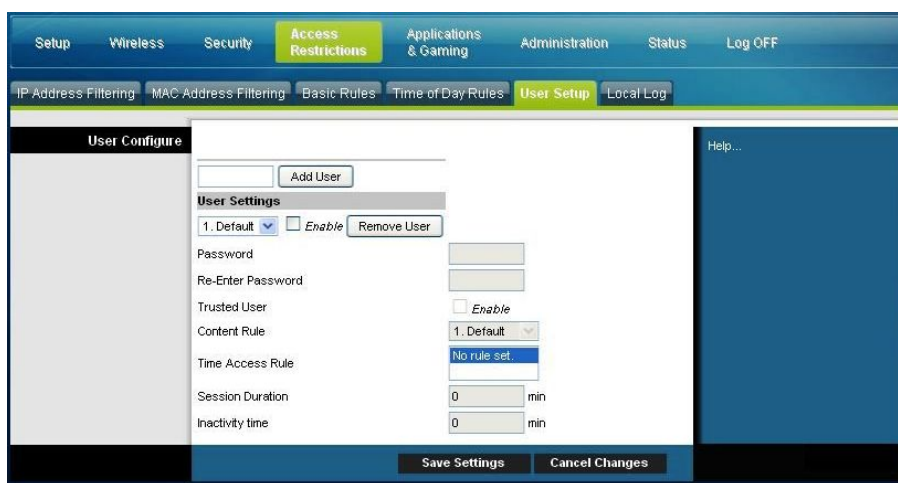 Setup Wireless Security Access Restrictions Applications & Gaming Administration Status Log OFF
IP Address Filtering MAC Address Filtering Basic Rules Time of Day Rules User Setup Local Log
User Configure
Help...
Add User
User Settings
1. Default Enable Remove User
Password
Re-Enter Password
Trusted User Enable
Content Rule 1. Default
Time Access Rule No rule set.
Session Duration 0 min
Inactivity time 0 min
Save Settings Cancel Changes